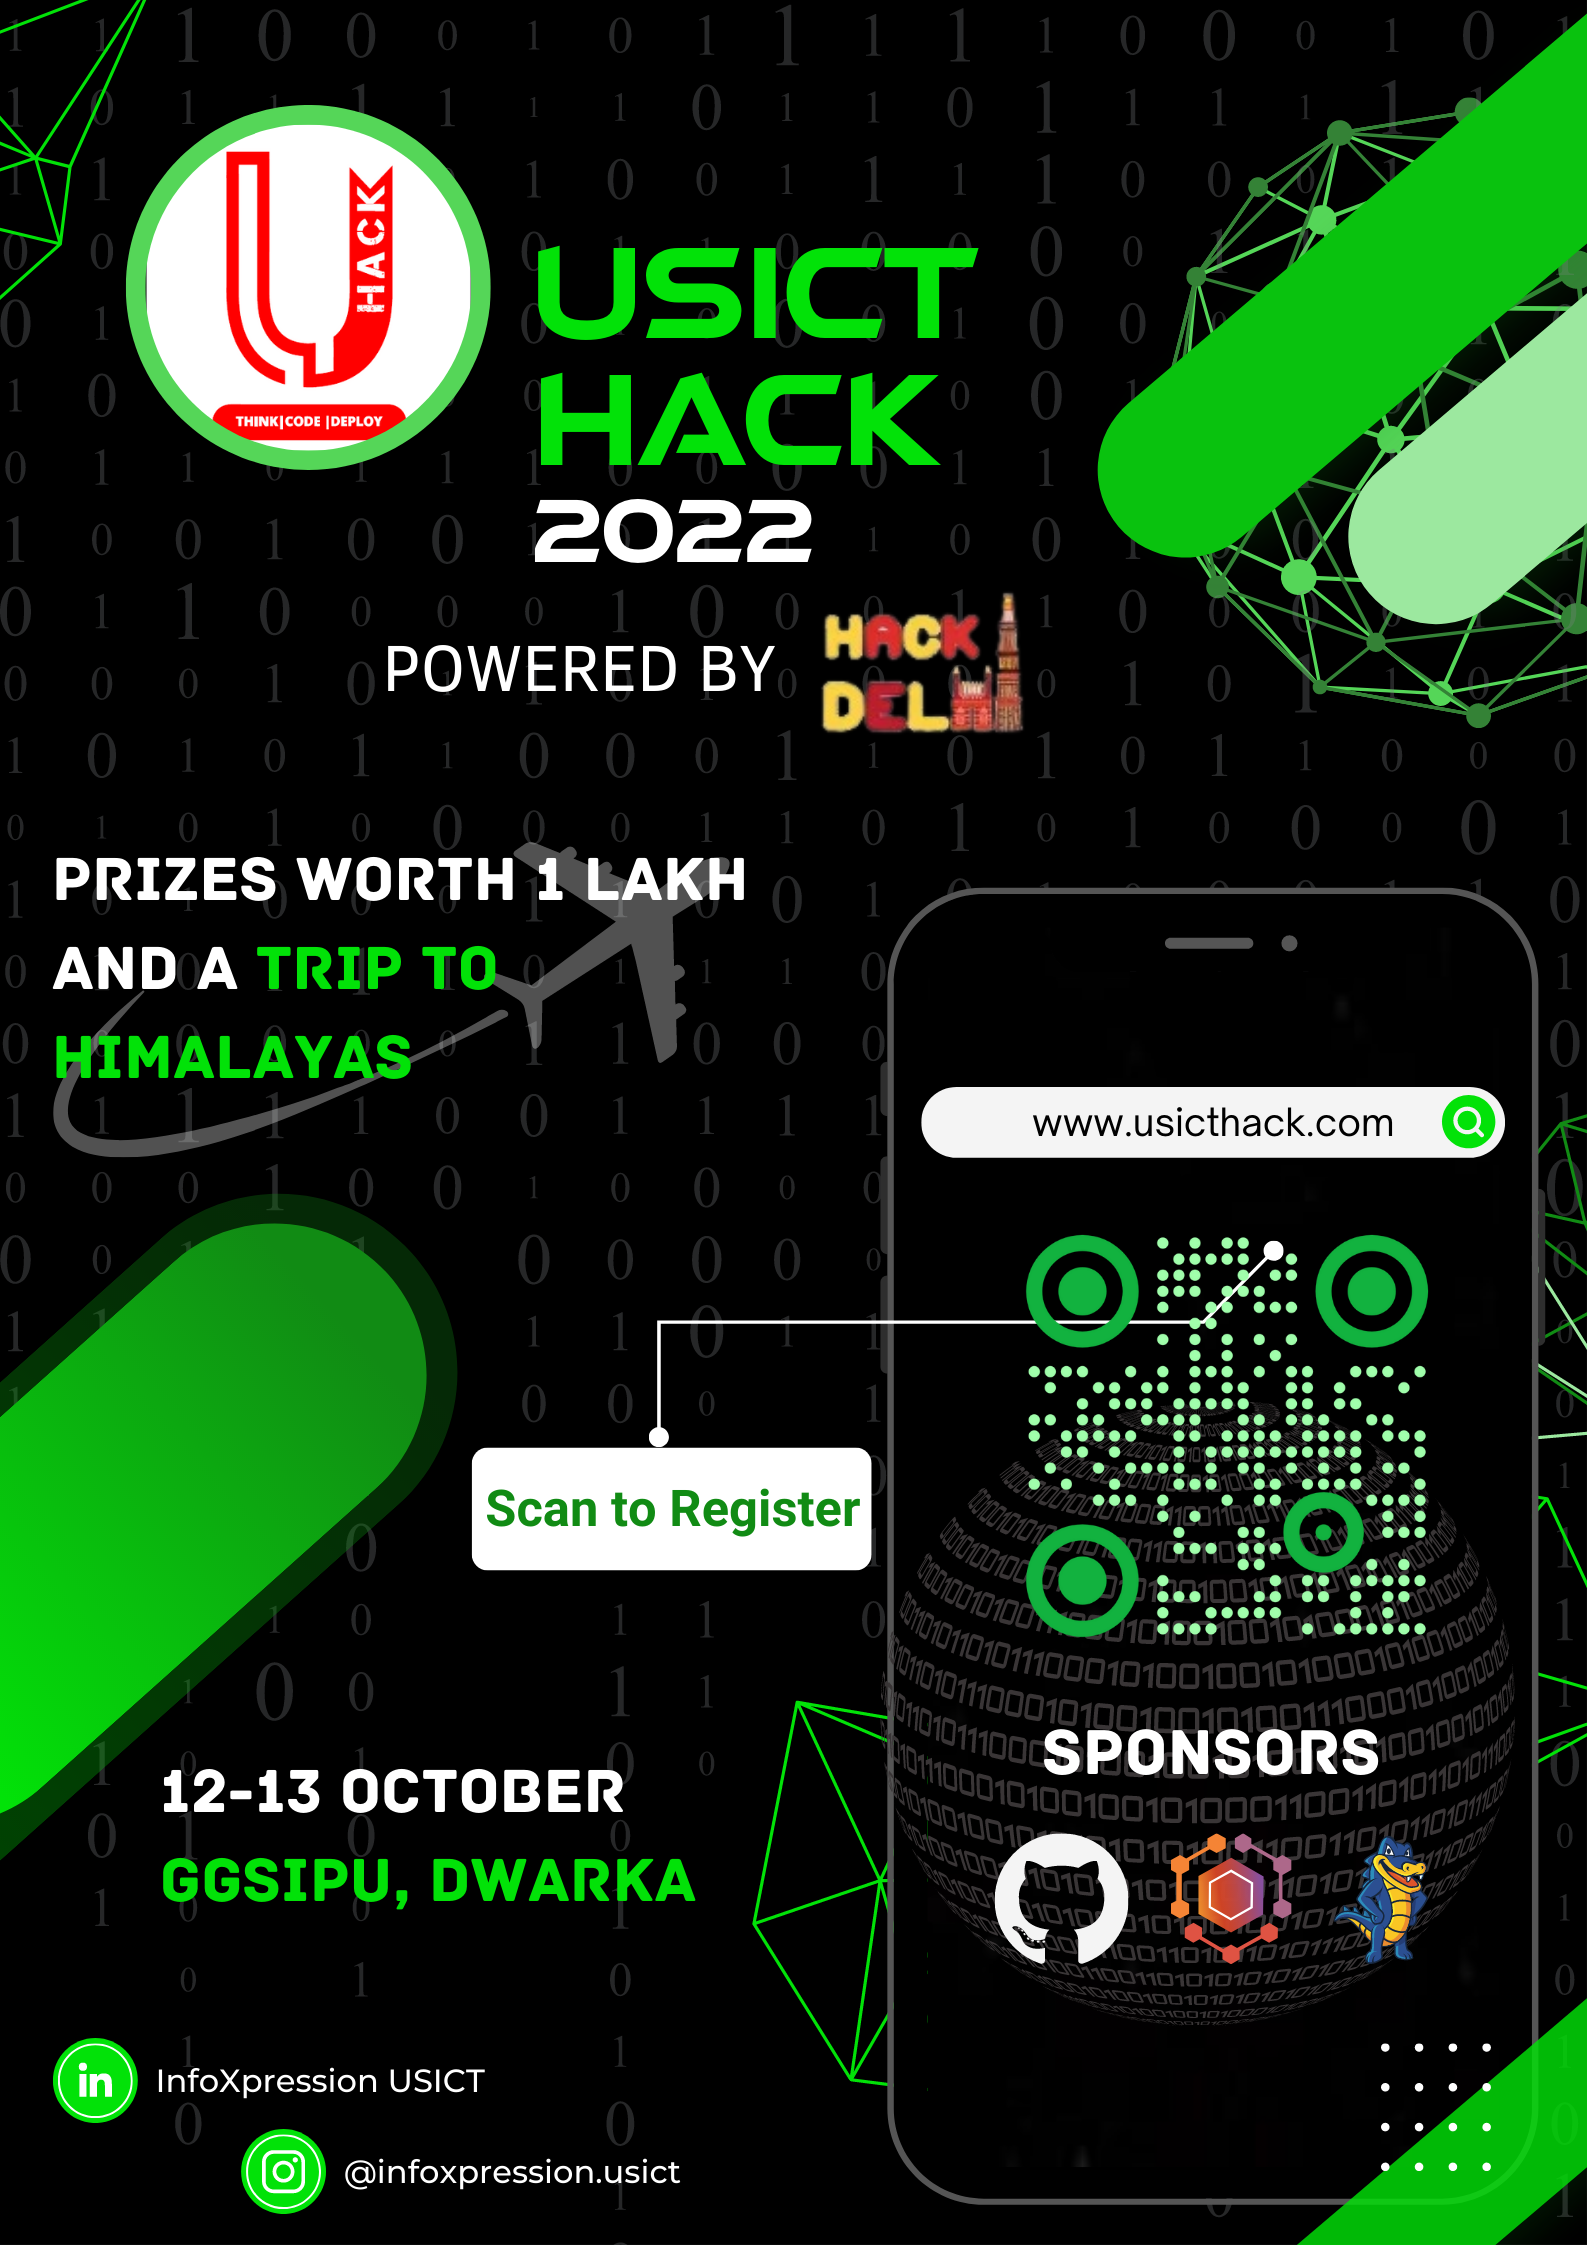 HACK
THINK|CODE |DEPLOY
USICT
HACK
2022
POWERED BY
HACK
DELHI
PRIZES WORTH 1 LAKH
AND A TRIP TO
HIMALAYAS
www.usicthack.com
Scan to Register
SPONSORS
12-13 OCTOBER
GGSIPU, DWARKA
in InfoXpression USICT
@infoxpression.usict